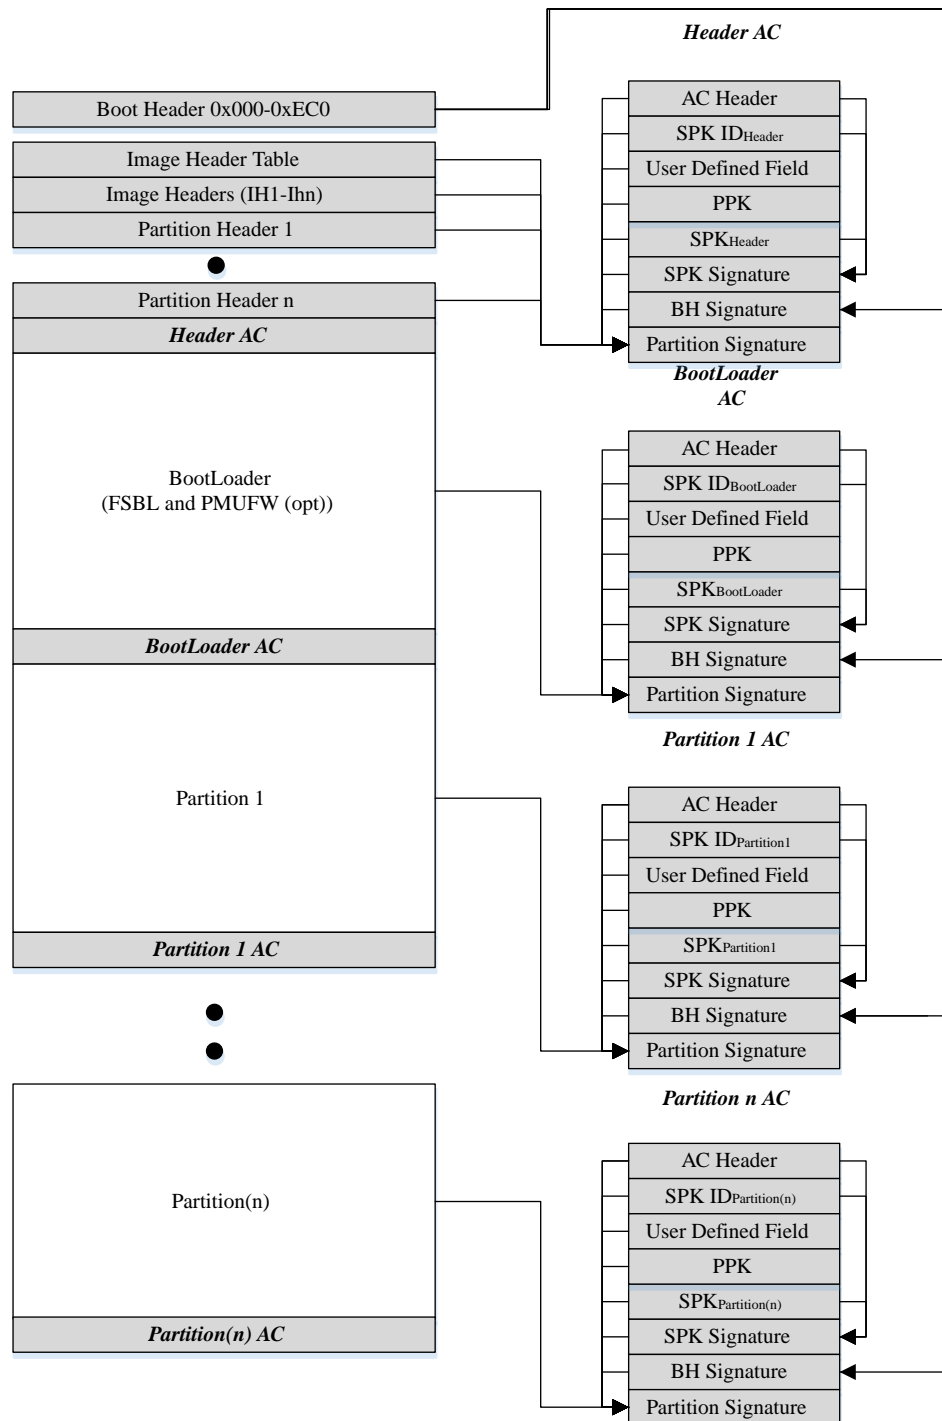 Header AC
Boot Header 0x000-0xEC0
Image Header Table
Image Headers (IH1-Ihn)
Partition Header 1
Partition Header n
Header AC
BootLoader
(FSBL and PMUFW (opt))
BootLoader AC
Partition 1
Partition 1 AC
Partition(n)
Partition(n) AC
AC Header
SPK IDHeader
User Defined Field
PPK
SPKHeader
SPK Signature
BH Signature
Partition Signature
BootLoader
AC
AC Header
SPK IDBootLoader
User Defined Field
PPK
SPKBootLoader
SPK Signature
BH Signature
Partition Signature
Partition 1 AC
AC Header
SPK IDPartition1
User Defined Field
PPK
SPKPartition1
SPK Signature
BH Signature
Partition Signature
Partition n AC
AC Header
SPK IDPartition(n)
User Defined Field
PPK
SPKPartition(n)
SPK Signature
BH Signature
Partition Signature